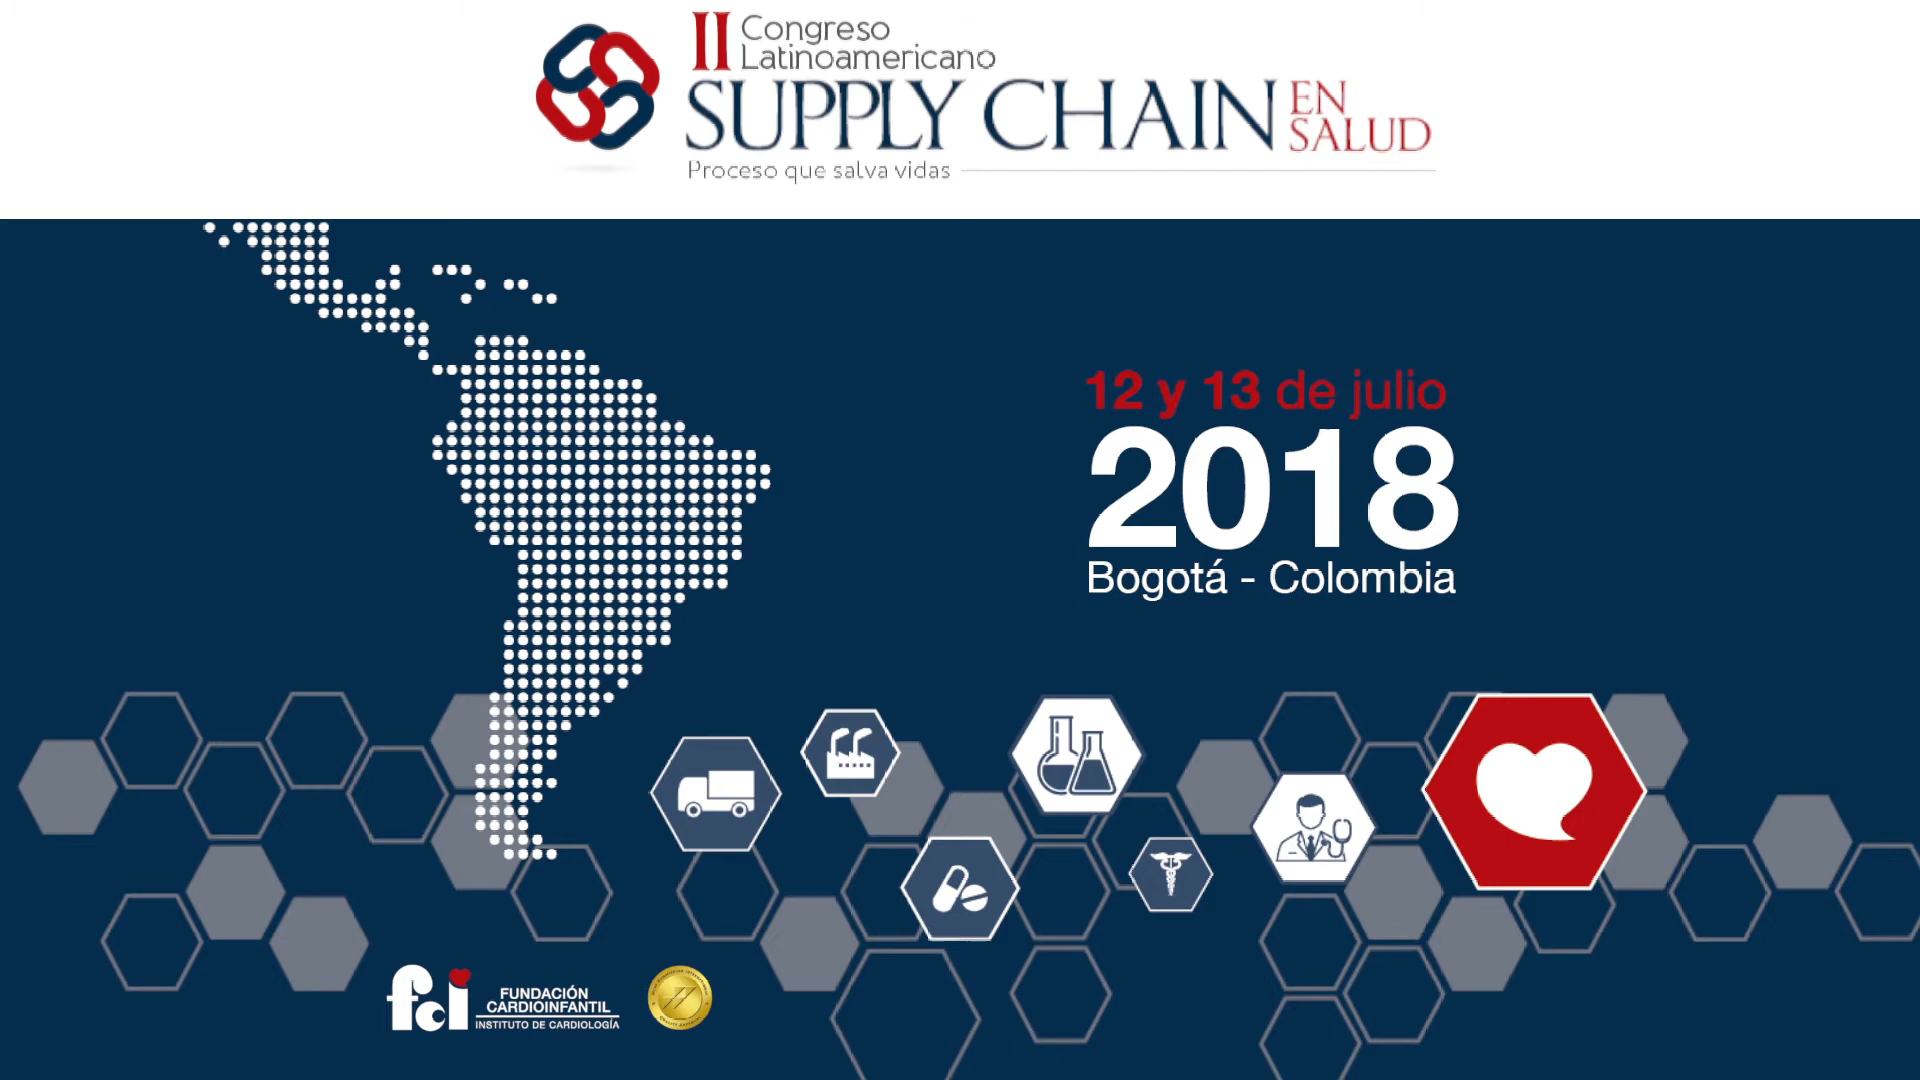 II Congreso
Latinoamericano
SUPPLY CHAIN EN SALUD
Proceso que salva vidas
12 y 13 de julio
2018
Bogotá - Colombia
fci
FUNDACIÓN
CARDIOINFANTIL
INSTITUTO DE CARDIOLOGÍA